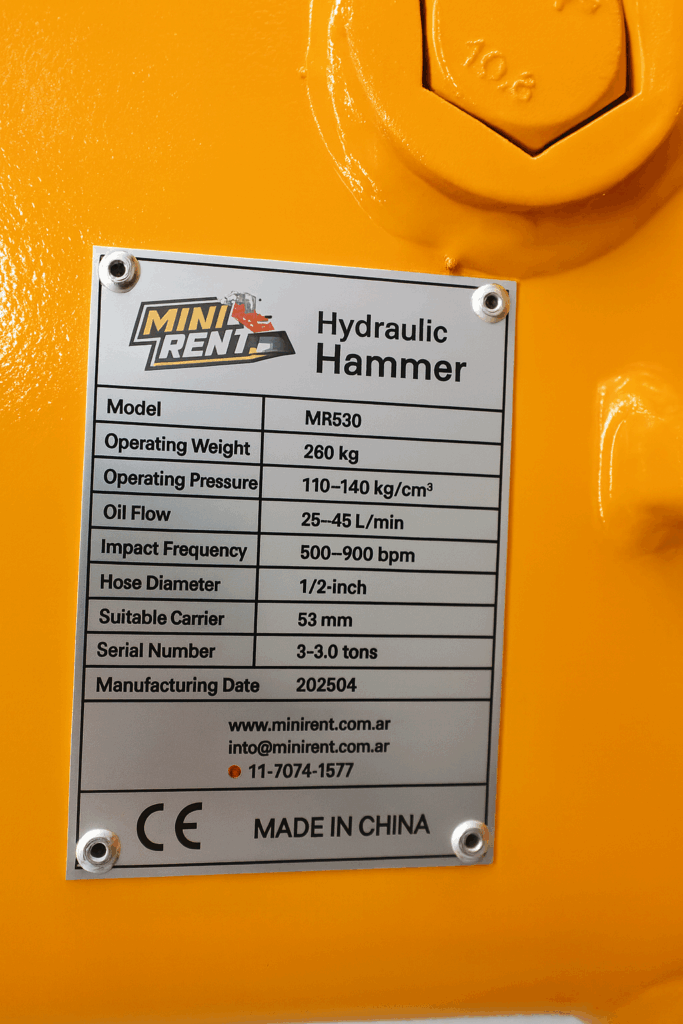 10.8
MINI
RENT
Hydraulic
Hammer
Model MR530
Operating Weight 260 kg
Operating Pressure 110–140 kg/cm³
Oil Flow 25--45 L/min
Impact Frequency 500–900 bpm
Hose Diameter 1/2-inch
Suitable Carrier 53 mm
Serial Number 3-3.0 tons
Manufacturing Date 202504
www.minirent.com.ar
into@minirent.com.ar
11-7074-1577
CE MADE IN CHINA